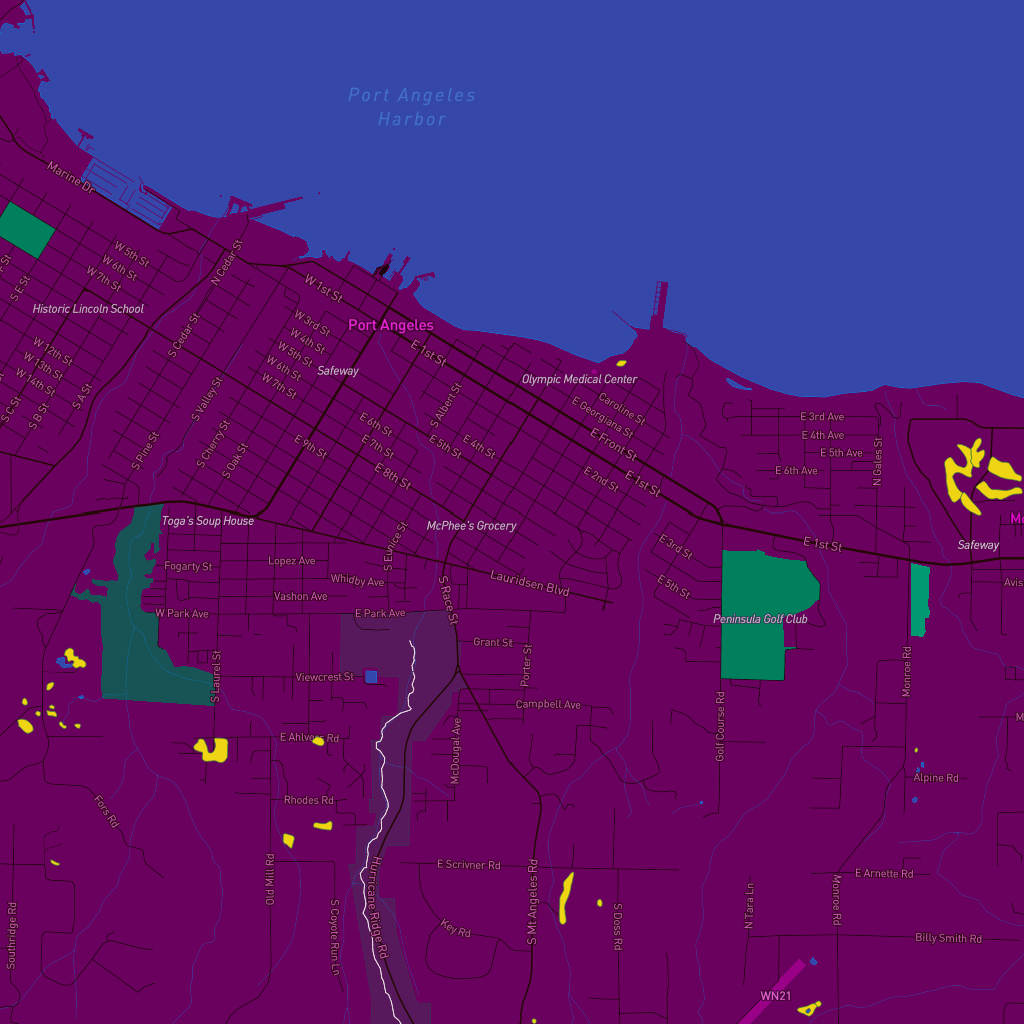 Port Angeles
Harbor
Marine Dr
W 5th St
W 6th St
W 7th St
N Cedar St
S E St
Historic Lincoln School
W 1st St
Port Angeles
S Cedar St
W 3rd St
W 4th St
W 5th St
W 6th St
W 7th St
E 1st St
W 12th St
W 13th St
W 14th St
Safeway
Olympic Medical Center
S A St
S B St
S C St
S Valley St
S Albert St
Caroline St
E Georgiana St
E Front St
E 3rd Ave
E 4th Ave
E 5th Ave
E 6th Ave
N Gales St
S Pine St
S Cherry St
S Oak St
E 9th St
E 6th St
E 7th St
E 8th St
E 5th St
E 4th St
E 2nd St
E 1st St
Toga's Soup House
McPhee's Grocery
S Eunice St
E 3rd St
E 5th St
E 1st St
Safeway
Fogarty St
Lopez Ave
Whidby Ave
Vashon Ave
Lauridsen Blvd
Avis
W Park Ave
E Park Ave
S Race St
Peninsula Golf Club
Grant St
Porter St
S Laurel St
Viewcrest St
Monroe Rd
Campbell Ave
Golf Course Rd
E Ahlvers Rd
McDougal Ave
Alpine Rd
Fors Rd
Rhodes Rd
Old Mill Rd
Hurricane Ridge Rd
E Scrivner Rd
S Mt Angeles Rd
E Arnette Rd
Southridge Rd
S Coyote Run Ln
Key Rd
S Doss Rd
N Tara Ln
Monroe Rd
Billy Smith Rd
WN21